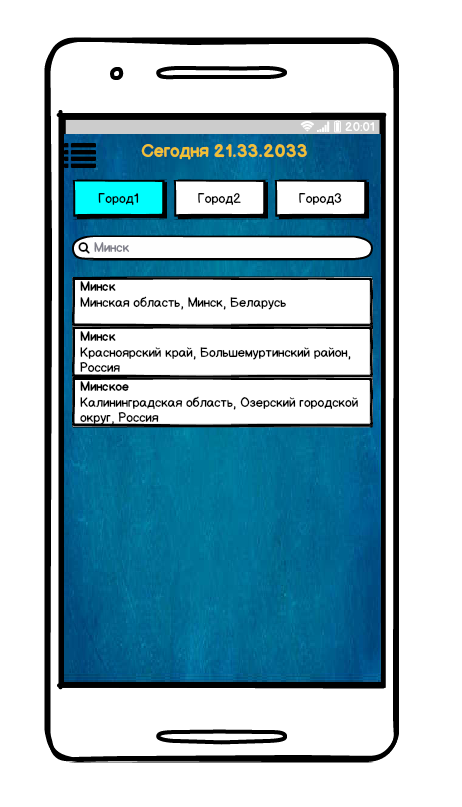 20:01
Сегодня 21.33.2033
Город1 Город2 Город3
Минск
Минск
Минская область, Минск, Беларусь
Минск
Красноярский край, Большемуртинский район,
Россия
Минское
Калининградская область, Озерский городской
округ, Россия